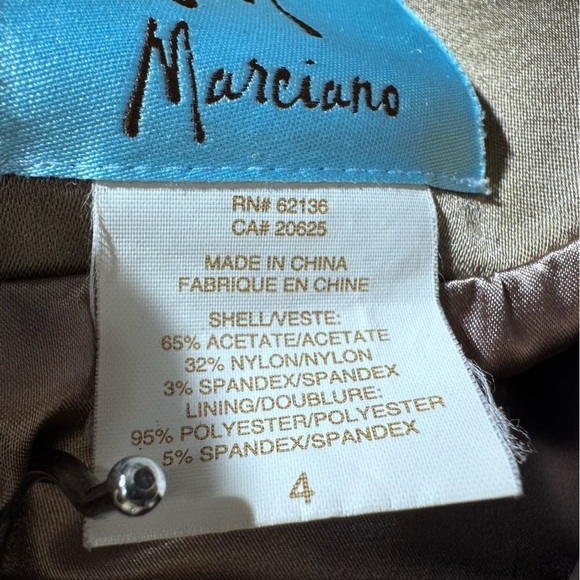 Marciano
RN# 62136
CA# 20625
MADE IN CHINA
FABRIQUE EN CHINE
SHELL/VESTE:
65% ACETATE/ACETATE
32% NYLON/NYLON
3% SPANDEX/SPANDEX
LINING/DOUBLURE:
95% POLYESTER/POLYESTER
5% SPANDEX/SPANDEX
4